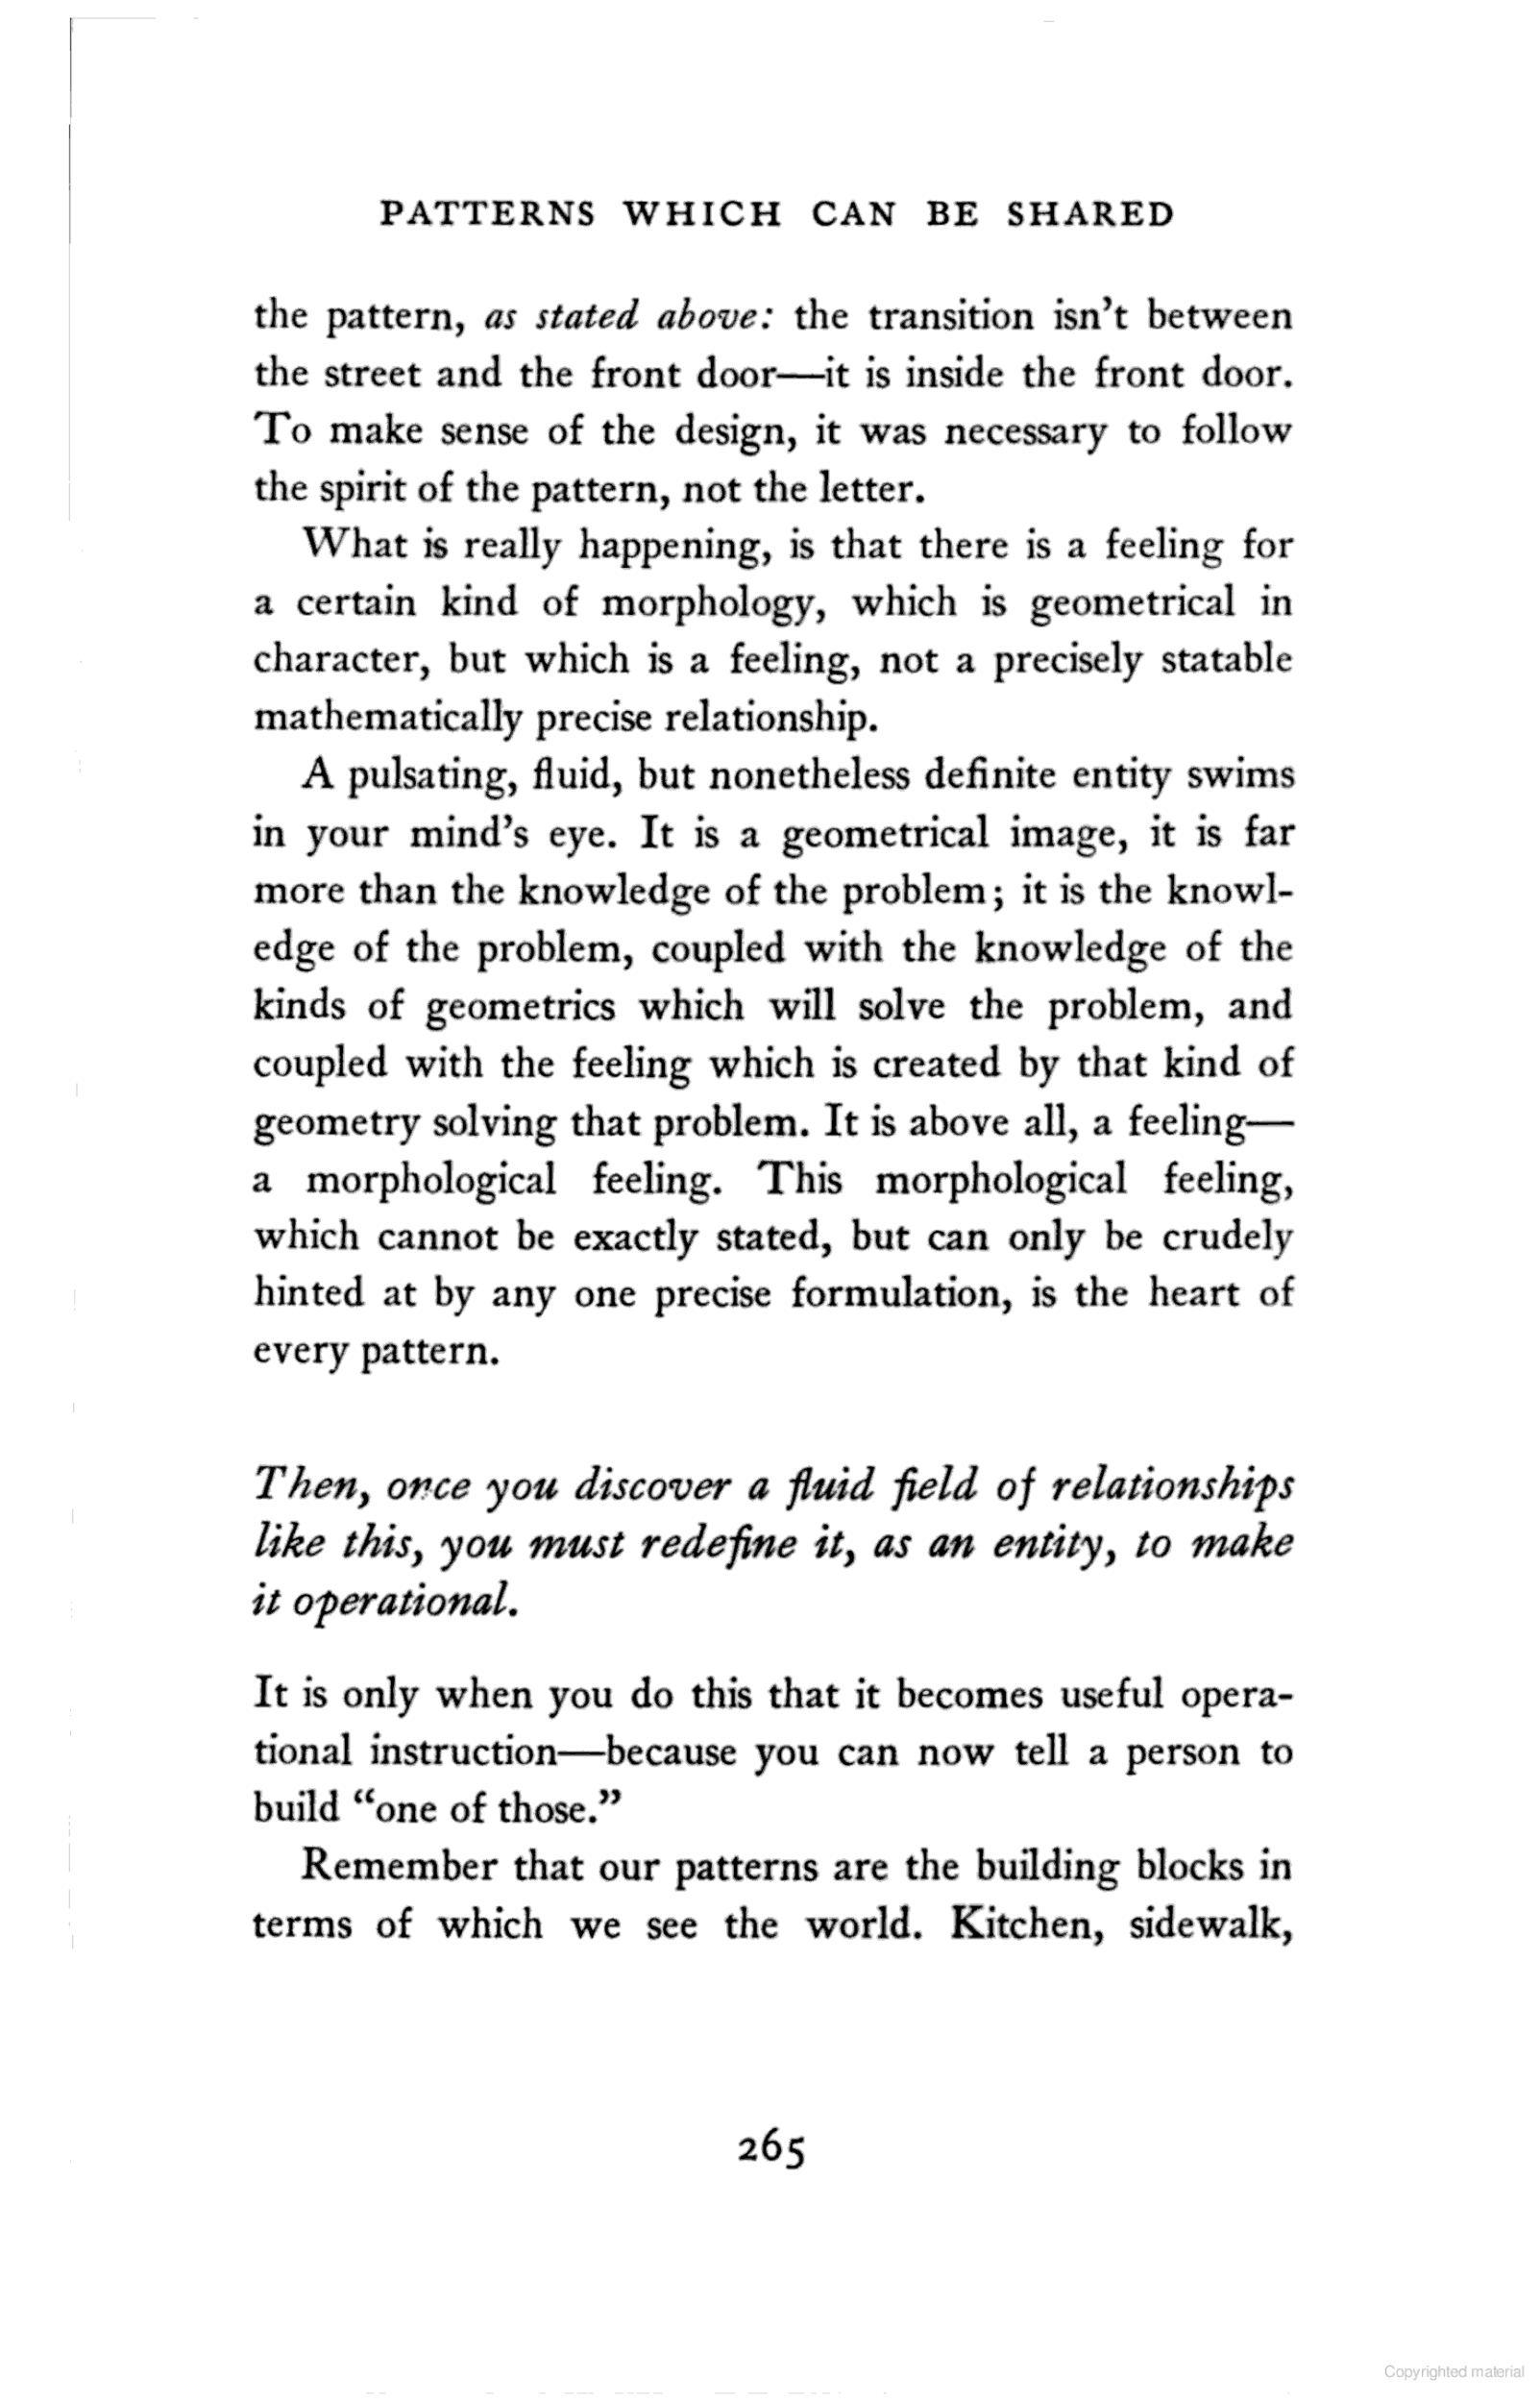 PATTERNS WHICH CAN BE SHARED
the pattern, as stated above: the transition isn't between
the street and the front door—it is inside the front door.
To make sense of the design, it was necessary to follow
the spirit of the pattern, not the letter.
What is really happening, is that there is a feeling for
a certain kind of morphology, which is geometrical in
character, but which is a feeling, not a precisely statable
mathematically precise relationship.
A pulsating, fluid, but nonetheless definite entity swims
in your mind's eye. It is a geometrical image, it is far
more than the knowledge of the problem; it is the knowl-
edge of the problem, coupled with the knowledge of the
kinds of geometrics which will solve the problem, and
coupled with the feeling which is created by that kind of
geometry solving that problem. It is above all, a feeling—
a morphological feeling. This morphological feeling,
which cannot be exactly stated, but can only be crudely
hinted at by any one precise formulation, is the heart of
every pattern.
Then, once you discover a fluid field of relationships
like this, you must redefine it, as an entity, to make
it operational.
It is only when you do this that it becomes useful opera-
tional instruction—because you can now tell a person to
build “one of those.”
Remember that our patterns are the building blocks in
terms of which we see the world. Kitchen, sidewalk,
265
Copyrighted material